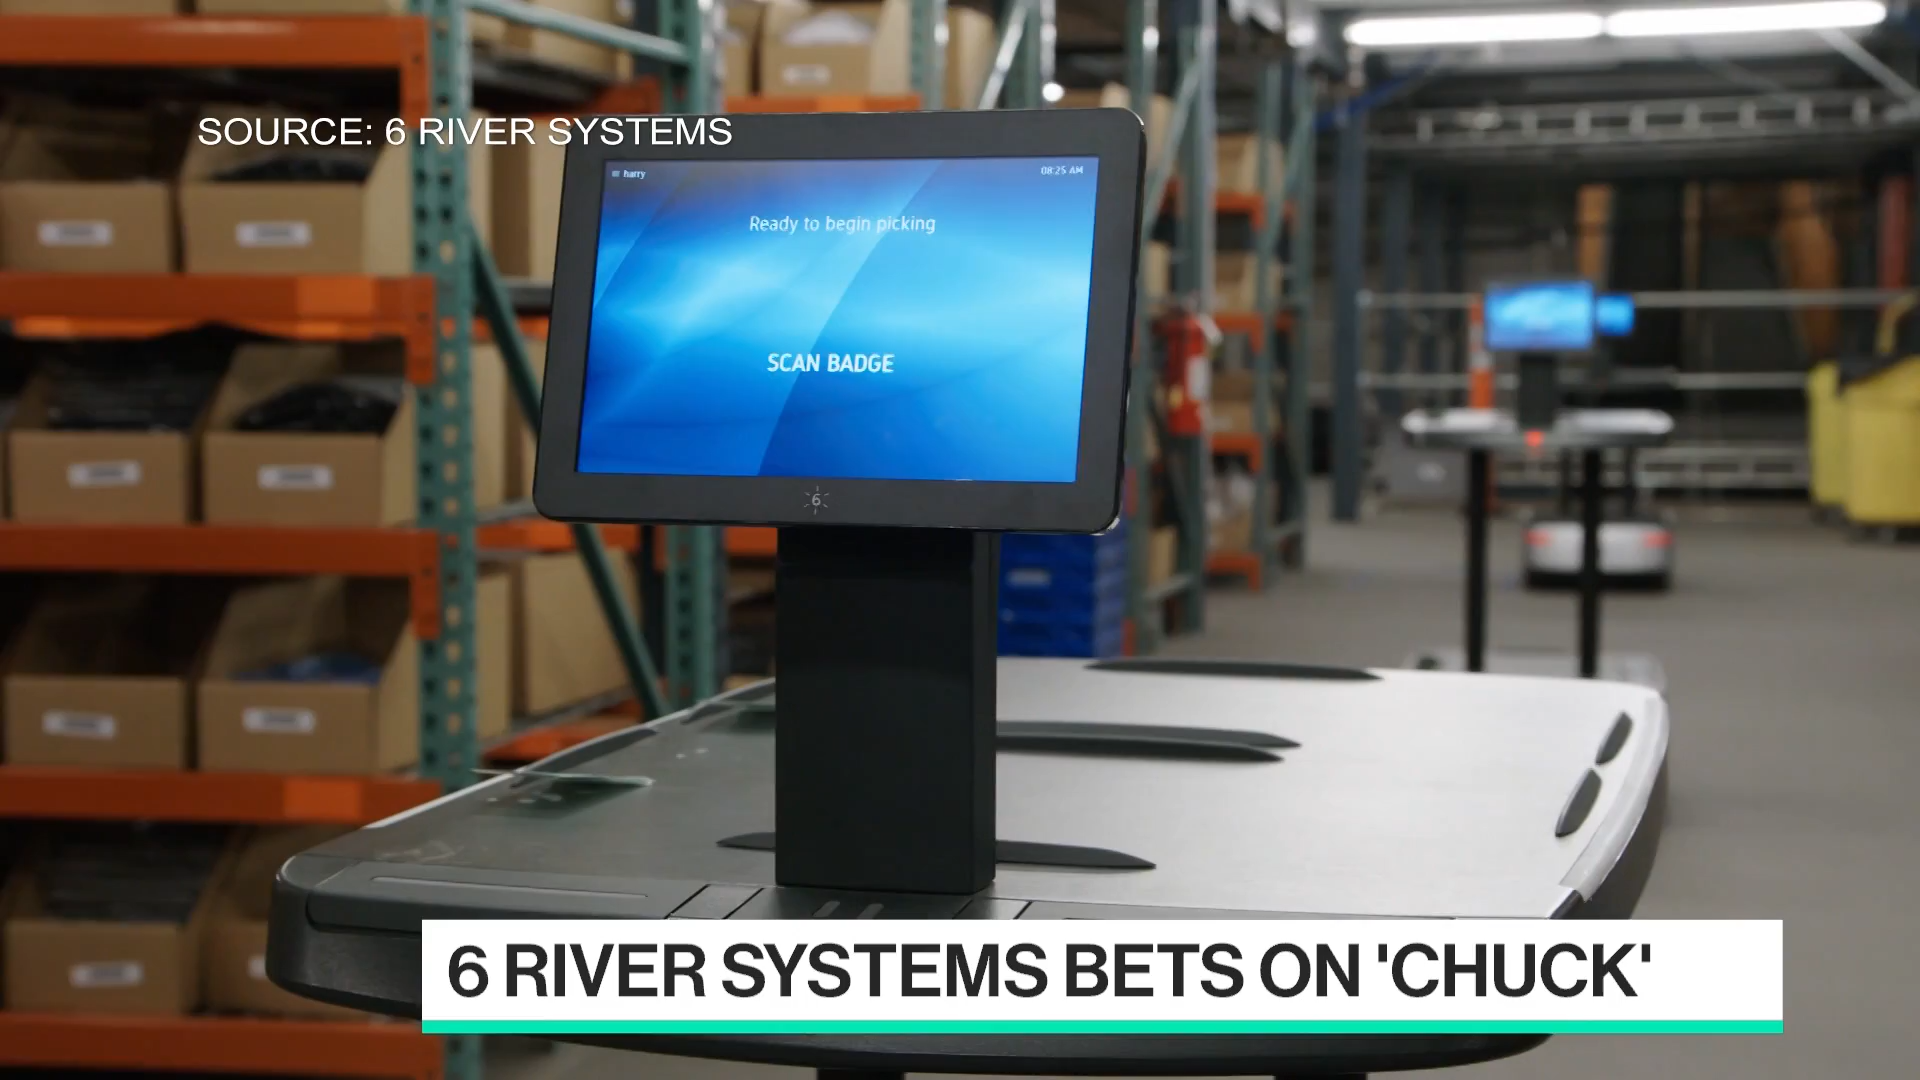 SOURCE: 6 RIVER SYSTEMS
harry
08:25 AM
Ready to begin picking
SCAN BADGE
6
6 RIVER SYSTEMS BETS ON 'CHUCK'